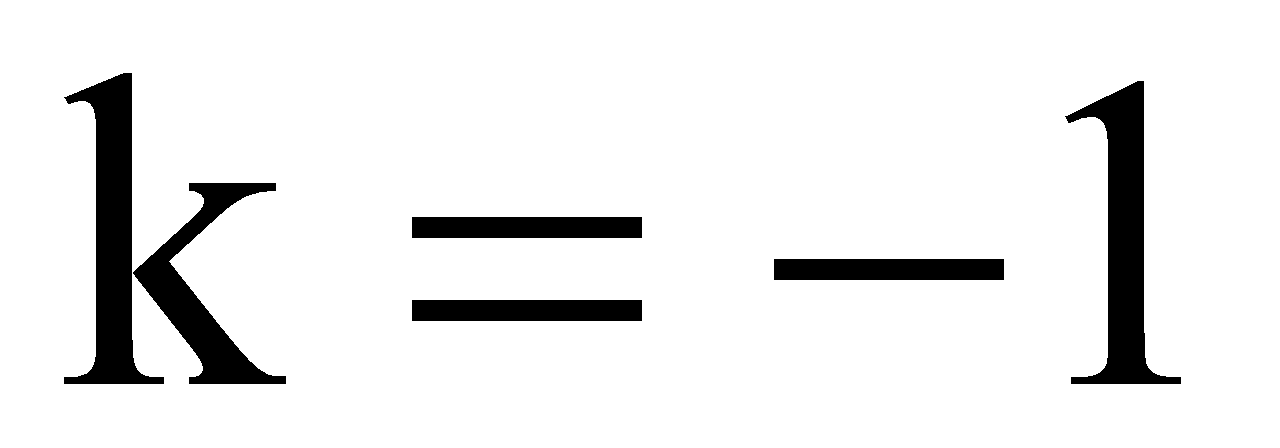 k = −1